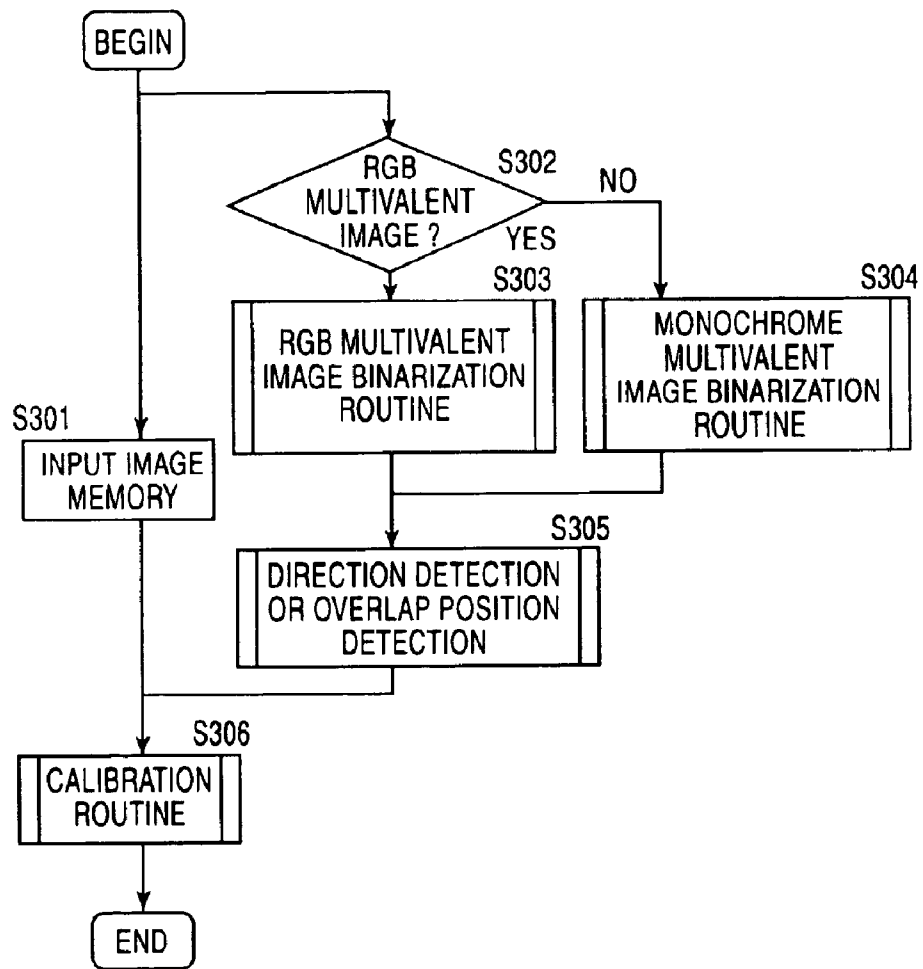 BEGIN
RGB
MULTIVALENT
IMAGE ?
S302
NO
YES
S303
RGB MULTIVALENT
IMAGE BINARIZATION
ROUTINE
S304
MONOCHROME
MULTIVALENT
IMAGE BINARIZATION
ROUTINE
S301
INPUT IMAGE
MEMORY
S305
DIRECTION DETECTION
OR OVERLAP POSITION
DETECTION
S306
CALIBRATION
ROUTINE
END